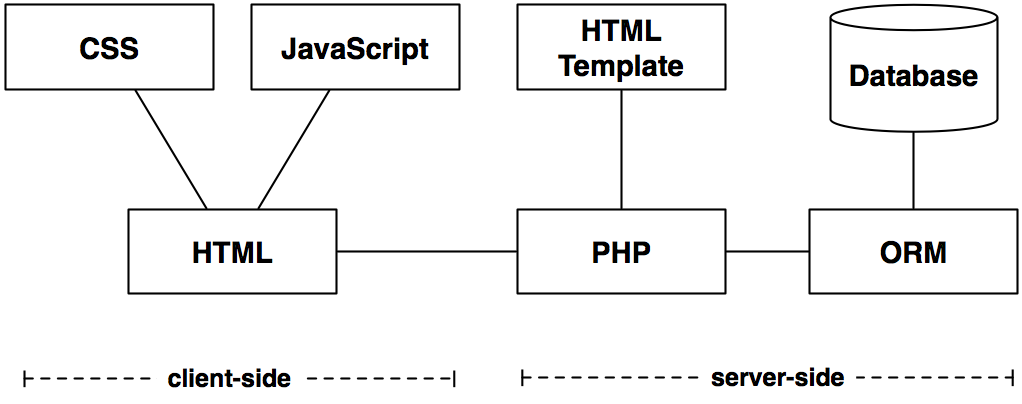 CSS
JavaScript
HTML
Template
Database
HTML
PHP
ORM
client-side
server-side